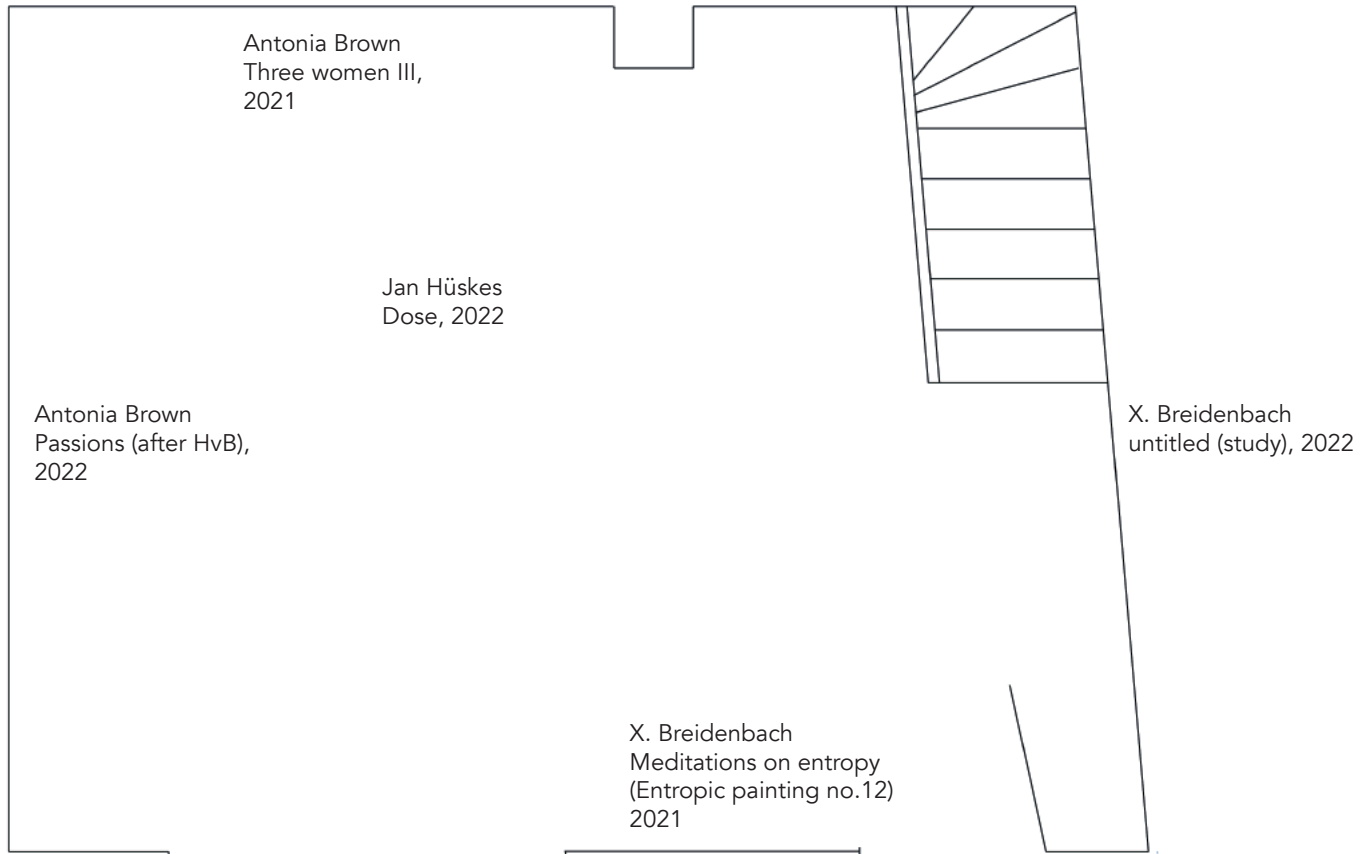 Antonia Brown
Three women III,
2021
Jan Hüskes
Dose, 2022
Antonia Brown
Passions (after HvB),
2022
X. Breidenbach
untitled (study), 2022
X. Breidenbach
Meditations on entropy
(Entropic painting no.12)
2021